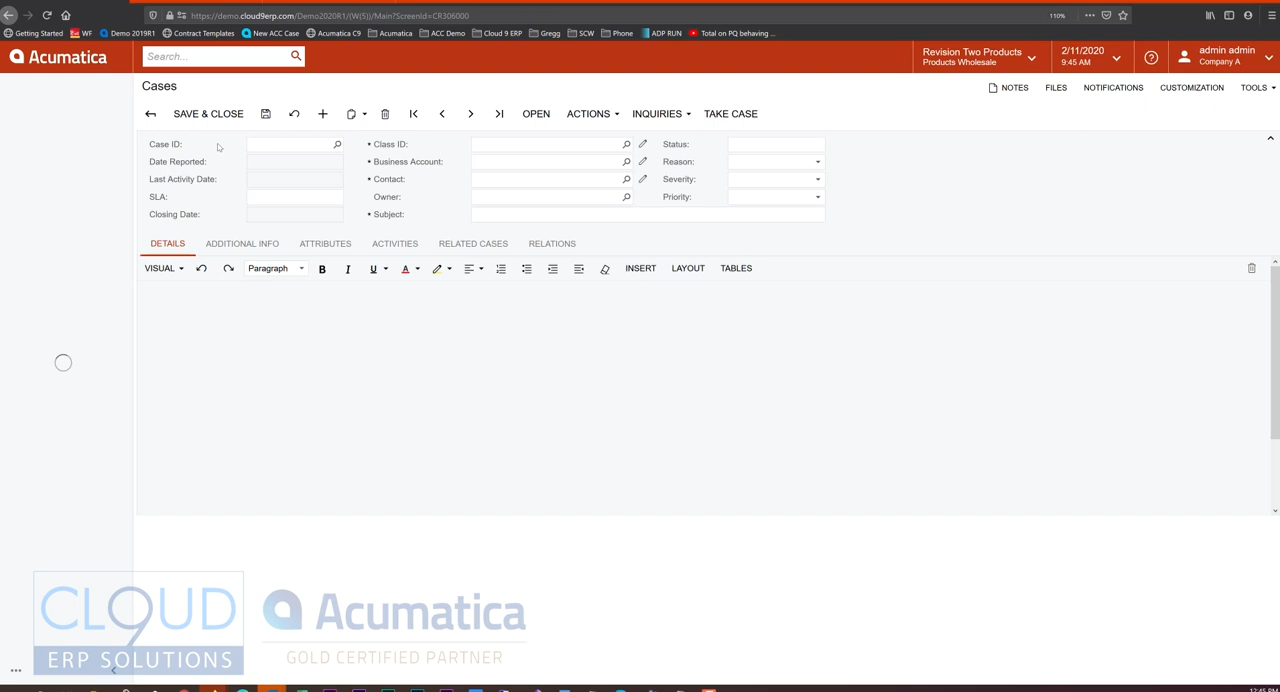 https://demo.cloud9erp.com/Demo2020R1/(W(5))/Main?ScreenId=CR306000 110%
Getting Started WF Demo 2019R1 Contract Templates New ACC Case Acumatica C9 Acumatica ACC Demo Cloud 9 ERP Gregg SCW Phone ADP RUN Total on PQ behaving ...
Acumatica Search... Revision Two Products Products Wholesale 2/11/2020 9:45 AM admin admin Company A
Cases NOTES FILES NOTIFICATIONS CUSTOMIZATION TOOLS
SAVE & CLOSE OPEN ACTIONS INQUIRIES TAKE CASE
Case ID: Class ID: Status:
Date Reported: Business Account: Reason:
Last Activity Date: Contact: Severity:
SLA: Owner: Priority:
Closing Date: Subject:
DETAILS ADDITIONAL INFO ATTRIBUTES ACTIVITIES RELATED CASES RELATIONS
VISUAL Paragraph B I U A INSERT LAYOUT TABLES
CLOUD 9
ERP SOLUTIONS
Acumatica
GOLD CERTIFIED PARTNER
12:45 PM